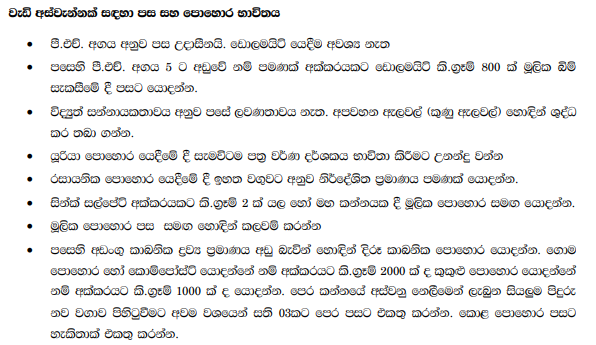 වැඩි අස්වැන්නක් සඳහා පස සහ පොහොර භාවිතය
• පී.එච්. අගය අනුව පස උදාසීනයි. ඩොලමයිට් යෙදීම අවශ්‍ය නැත
• පසෙහි පී.එච්. අගය 5 ට අඩුවේ නම් පමණක් අක්කරයකට ඩොලමයිට් කි.ග්‍රෑම් 800 ක් මූලික බිම්
සැකසීමේ දී පසට යොදන්න.
• විද්‍යුත් සන්නායකතාවය අනුව පසේ ලවණතාවය නැත. අපවහන ඇලවල් (කුණු ඇලවල්) හොඳින් ශුද්ධ
කර තබා ගන්න.
• යූරියා පොහොර යෙදීමේ දී සැමවිටම පත්‍ර වර්ණ දර්ශකය භාවිතා කිරීමට උනන්දු වන්න
• රසායනික පොහොර යෙදීමේ දී ඉහත වගුවට අනුව නිර්දේශිත ප්‍රමාණය පමණක් යොදන්න.
• සින්ක් සල්පේට් අක්කරයකට කි.ග්‍රෑම් 2 ක් යල හෝ මහ කන්නයක දී මූලික පොහොර සමඟ යොදන්න.
• මූලික පොහොර පස සමඟ හොඳින් කලවම් කරන්න
• පසෙහි අඩංගු කාබනික ද්‍රව්‍ය ප්‍රමාණය අඩු බැවින් හොඳින් දිරූ කාබනික පොහොර යොදන්න. ගොම
පොහොර හෝ කොම්පෝස්ට් යොදන්නේ නම් අක්කරයට කි.ග්‍රෑම් 2000 ක් ද කුකුළු පොහොර යොදන්නේ
නම් අක්කරයට කි.ග්‍රෑම් 1000 ක් ද යොදන්න. පෙර කන්නයේ අස්වනු නෙලීමෙන් ලැබුන සියලුම පිදුරු
නව වගාව පිහිටුවීමට අවම වශයෙන් සති 03කට පෙර පසට එකතු කරන්න. කොළ පොහොර පසට
හැකිතාක් එකතු කරන්න.